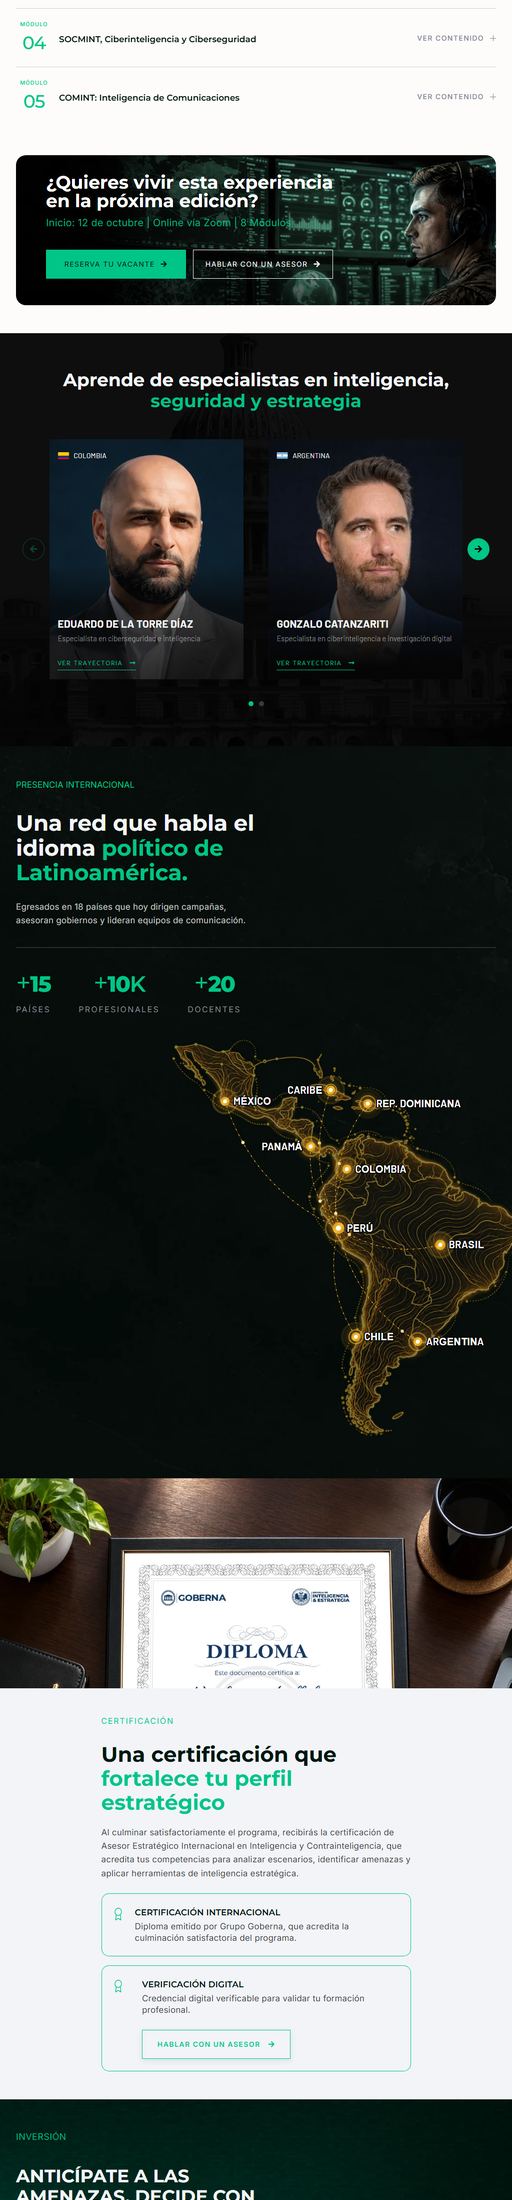 MÓDULO
04
SOCMINT, Ciberinteligencia y Ciberseguridad
VER CONTENIDO +
MÓDULO
05
COMINT: Inteligencia de Comunicaciones
VER CONTENIDO +
¿Quieres vivir esta experiencia
en la próxima edición?
Inicio: 12 de octubre | Online vía Zoom | 8 Módulos
RESERVA TU VACANTE →
HABLAR CON UN ASESOR →
Aprende de especialistas en inteligencia,
seguridad y estrategia
COLOMBIA
EDUARDO DE LA TORRE DÍAZ
Especialista en ciberseguridad e inteligencia
VER TRAYECTORIA →
ARGENTINA
GONZALO CATANZARITI
Especialista en ciberinteligencia e investigación digital
VER TRAYECTORIA →
PRESENCIA INTERNACIONAL
Una red que habla el
idioma político de
Latinoamérica.
Egresados en 18 países que hoy dirigen campañas,
asesoran gobiernos y lideran equipos de comunicación.
+15
PAÍSES
+10K
PROFESIONALES
+20
DOCENTES
MÉXICO
CARIBE
REP. DOMINICANA
PANAMÁ
COLOMBIA
PERÚ
BRASIL
CHILE
ARGENTINA
GOBERNA
INTELIGENCIA
& ESTRATEGIA
DIPLOMA
Este documento certifica a:
CERTIFICACIÓN
Una certificación que
fortalece tu perfil
estratégico
Al culminar satisfactoriamente el programa, recibirás la certificación de
Asesor Estratégico Internacional en Inteligencia y Contrainteligencia, que
acredita tus competencias para analizar escenarios, identificar amenazas y
aplicar herramientas de inteligencia estratégica.
CERTIFICACIÓN INTERNACIONAL
Diploma emitido por Grupo Goberna, que acredita la
culminación satisfactoria del programa.
VERIFICACIÓN DIGITAL
Credencial digital verificable para validar tu formación
profesional.
HABLAR CON UN ASESOR →
INVERSIÓN
ANTICÍPATE A LAS
AMENAZAS, DECIDE CON